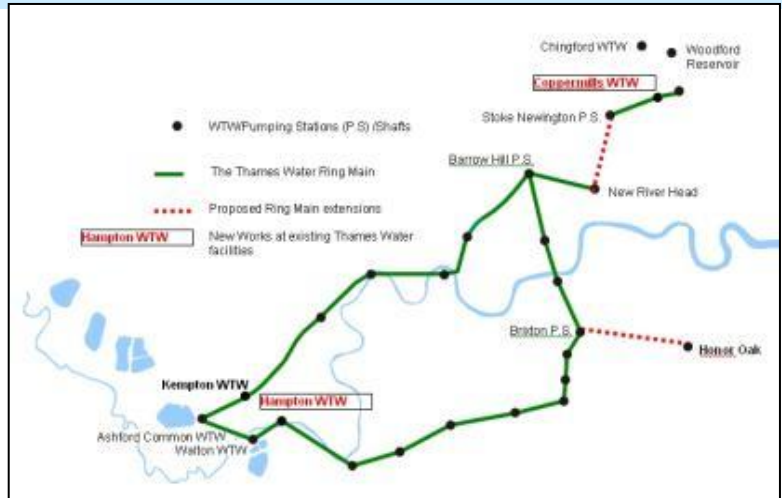 Chingford WTW
Woodford
Reservoir
Coppermills WTW
WTW/Pumping Stations (P.S) /Shafts
Stoke Newington P.S.
Barrow Hill P.S.
The Thames Water Ring Main
New River Head
Proposed Ring Main extensions
Hampton WTW
New Works at existing Thames Water
facilities
Brixton P.S.
Honor Oak
Kempton WTW
Hampton WTW
Ashford Common WTW
Walton WTW